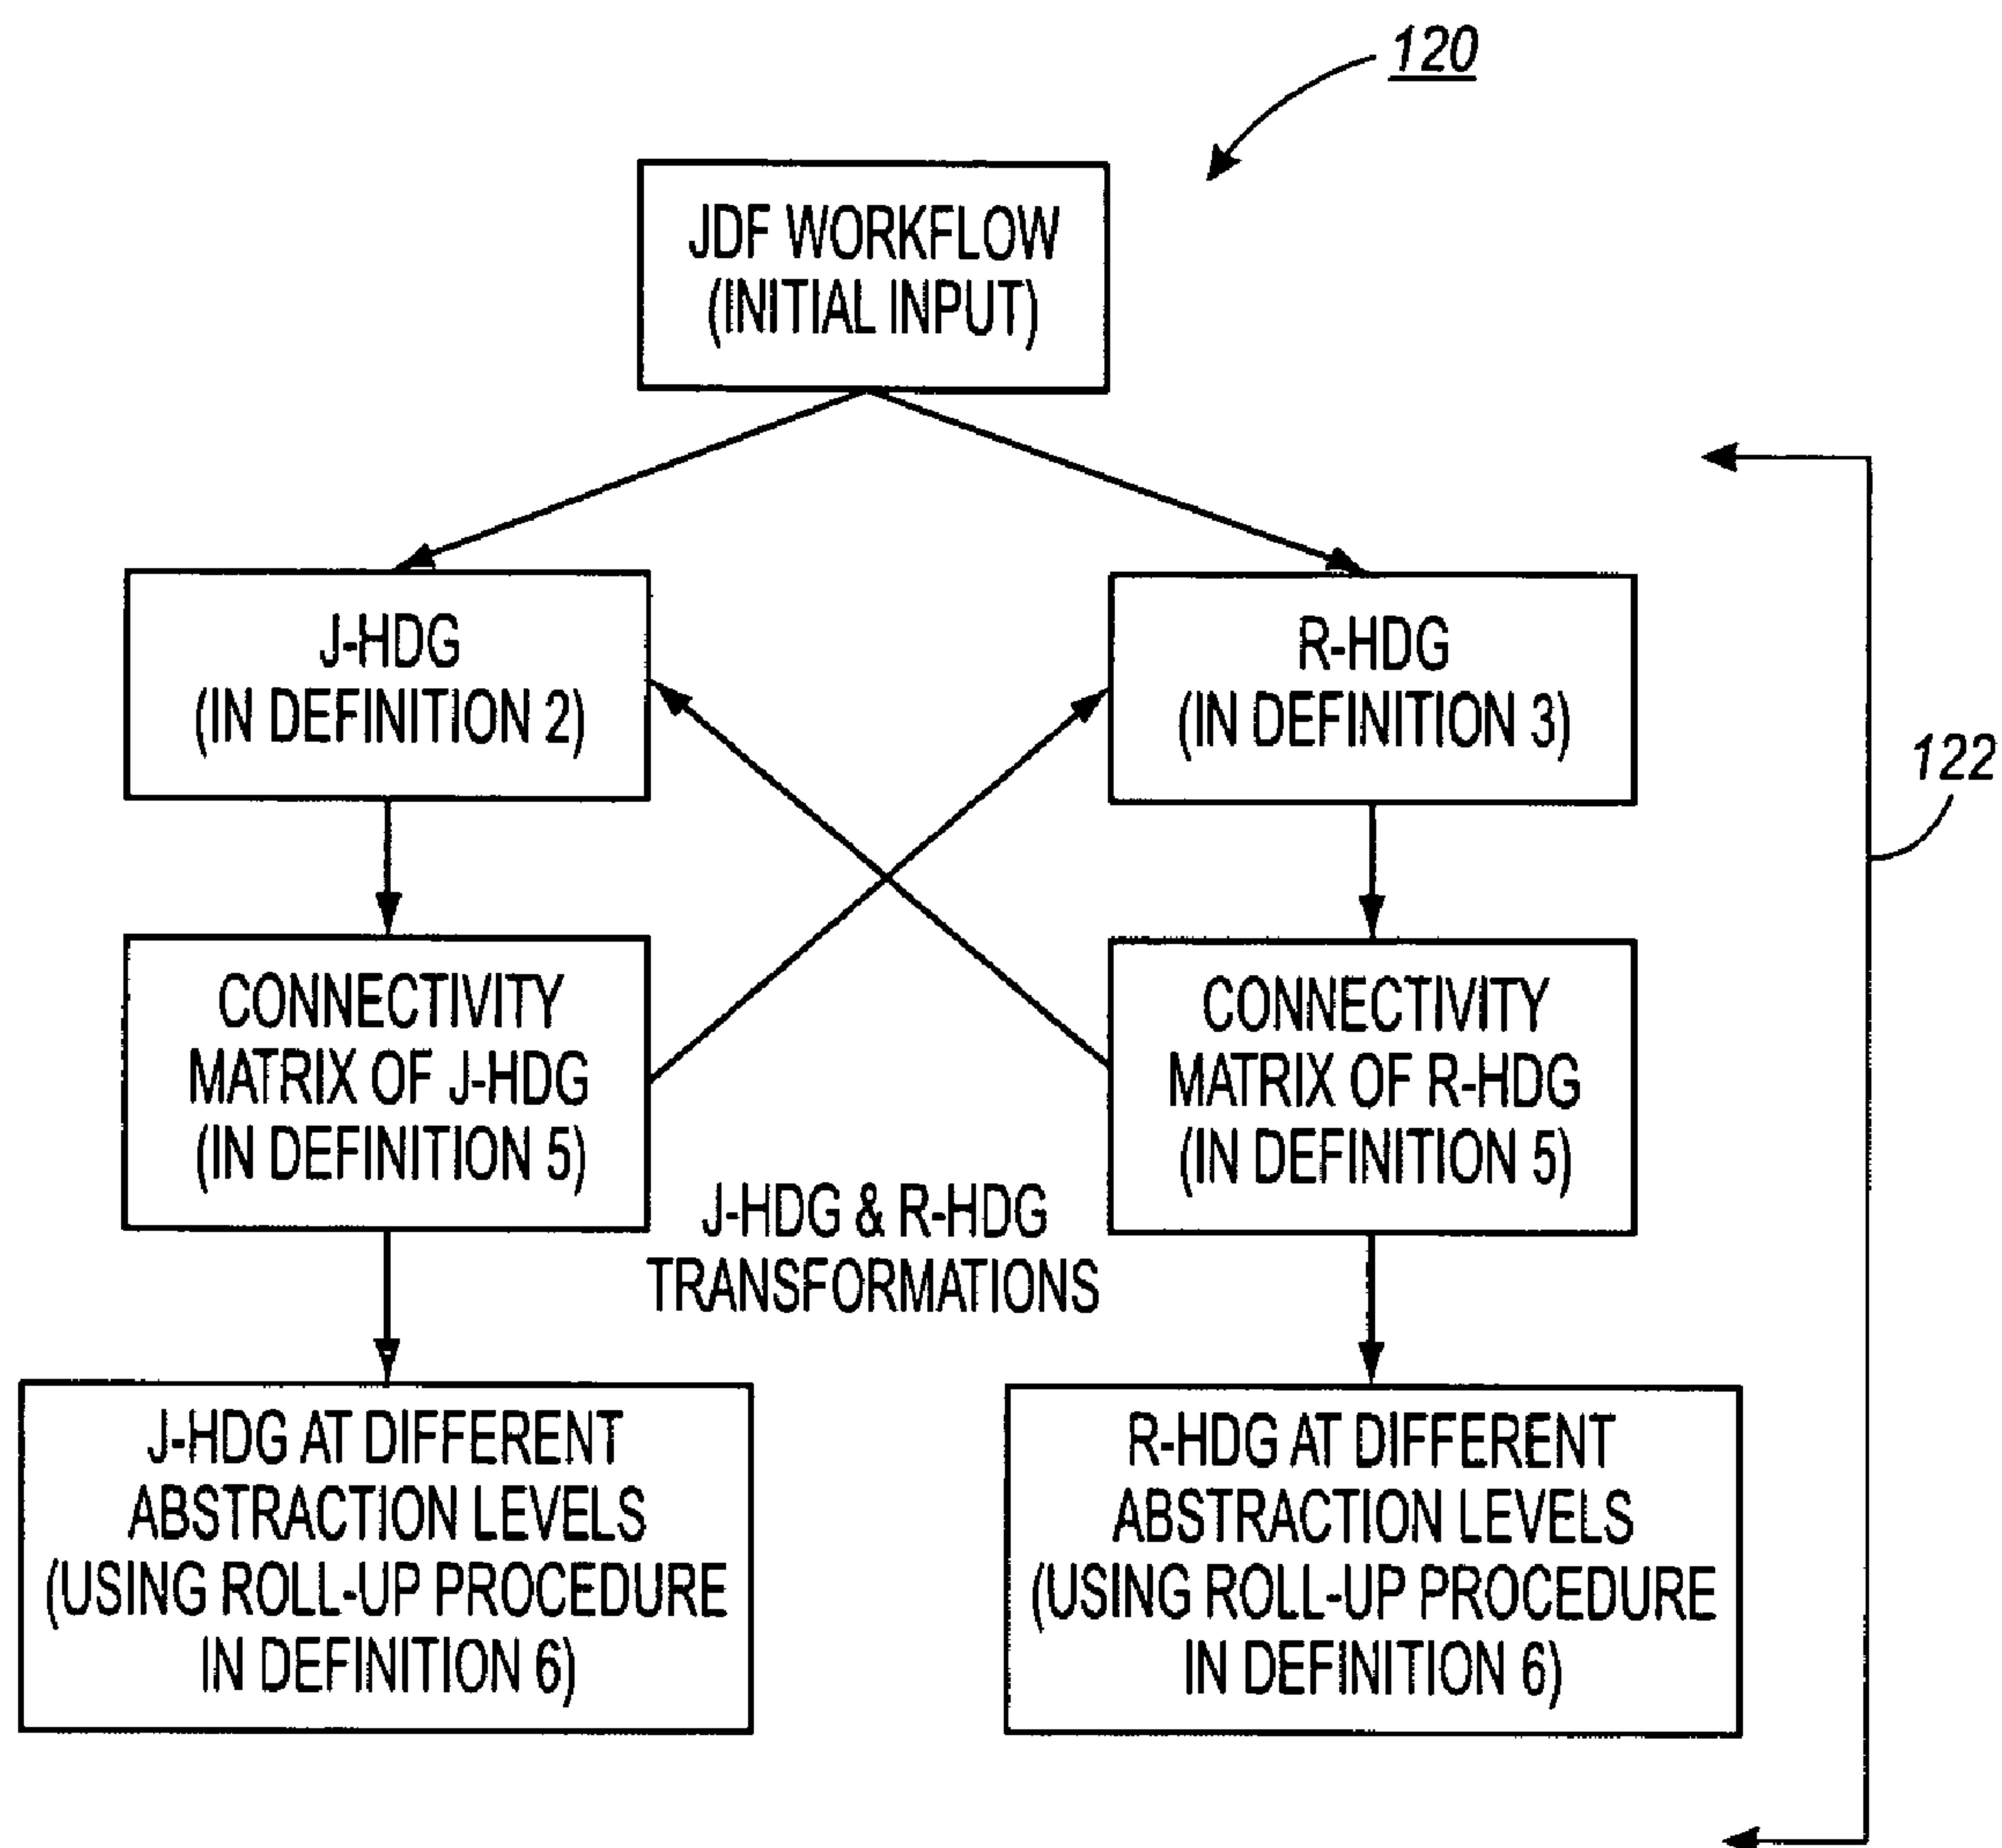 120
JDF WORKFLOW
(INITIAL INPUT)
J-HDG
(IN DEFINITION 2)
R-HDG
(IN DEFINITION 3)
122
CONNECTIVITY
MATRIX OF J-HDG
(IN DEFINITION 5)
CONNECTIVITY
MATRIX OF R-HDG
(IN DEFINITION 5)
J-HDG & R-HDG
TRANSFORMATIONS
J-HDG AT DIFFERENT
ABSTRACTION LEVELS
(USING ROLL-UP PROCEDURE
IN DEFINITION 6)
R-HDG AT DIFFERENT
ABSTRACTION LEVELS
(USING ROLL-UP PROCEDURE
IN DEFINITION 6)